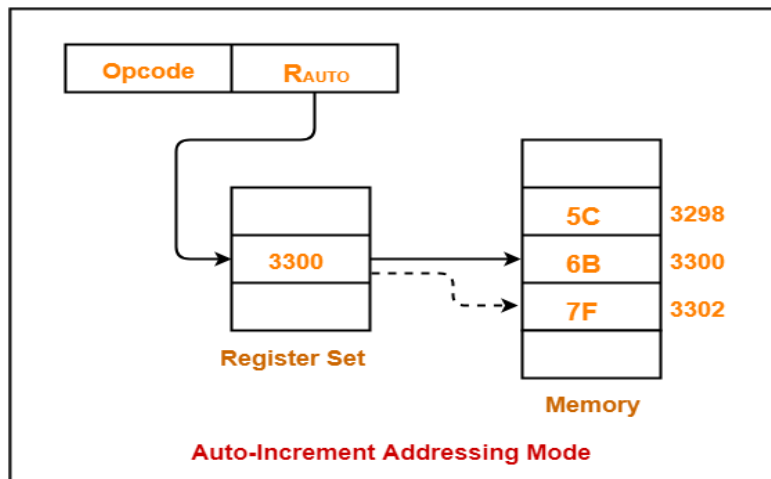 Opcode RAUTO
5C 3298
3300 6B 3300
7F 3302
Register Set
Memory
Auto-Increment Addressing Mode